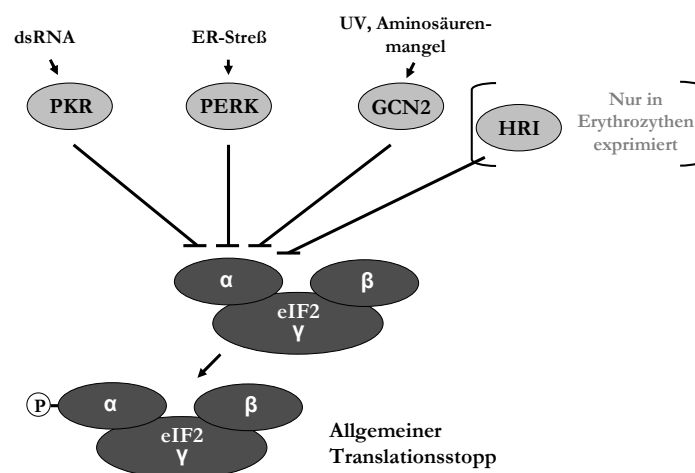 dsRNA
ER-Streß
UV, Aminosäuren-
mangel
PKR
PERK
GCN2
HRI
Nur in
Erythrozythen
exprimiert
α
β
eIF2
γ
P
α
β
eIF2
γ
Allgemeiner
Translationsstopp